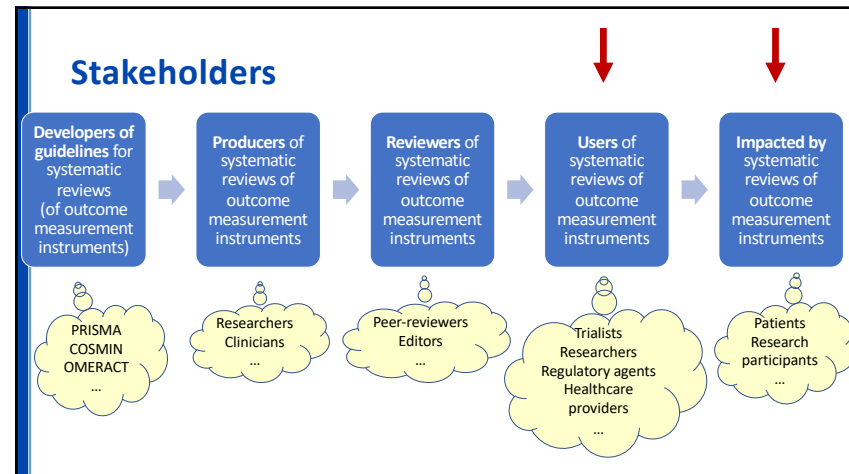 Stakeholders
Developers of
guidelines for
systematic
reviews
(of outcome
measurement
instruments)
Producers of
systematic
reviews of
outcome
measurement
instruments
Reviewers of
systematic
reviews of
outcome
measurement
instruments
Users of
systematic
reviews of
outcome
measurement
instruments
Impacted by
systematic
reviews of
outcome
measurement
instruments
PRISMA
COSMIN
OMERACT
...
Researchers
Clinicians
...
Peer-reviewers
Editors
...
Trialists
Researchers
Regulatory agents
Healthcare
providers
...
Patients
Research
participants
...